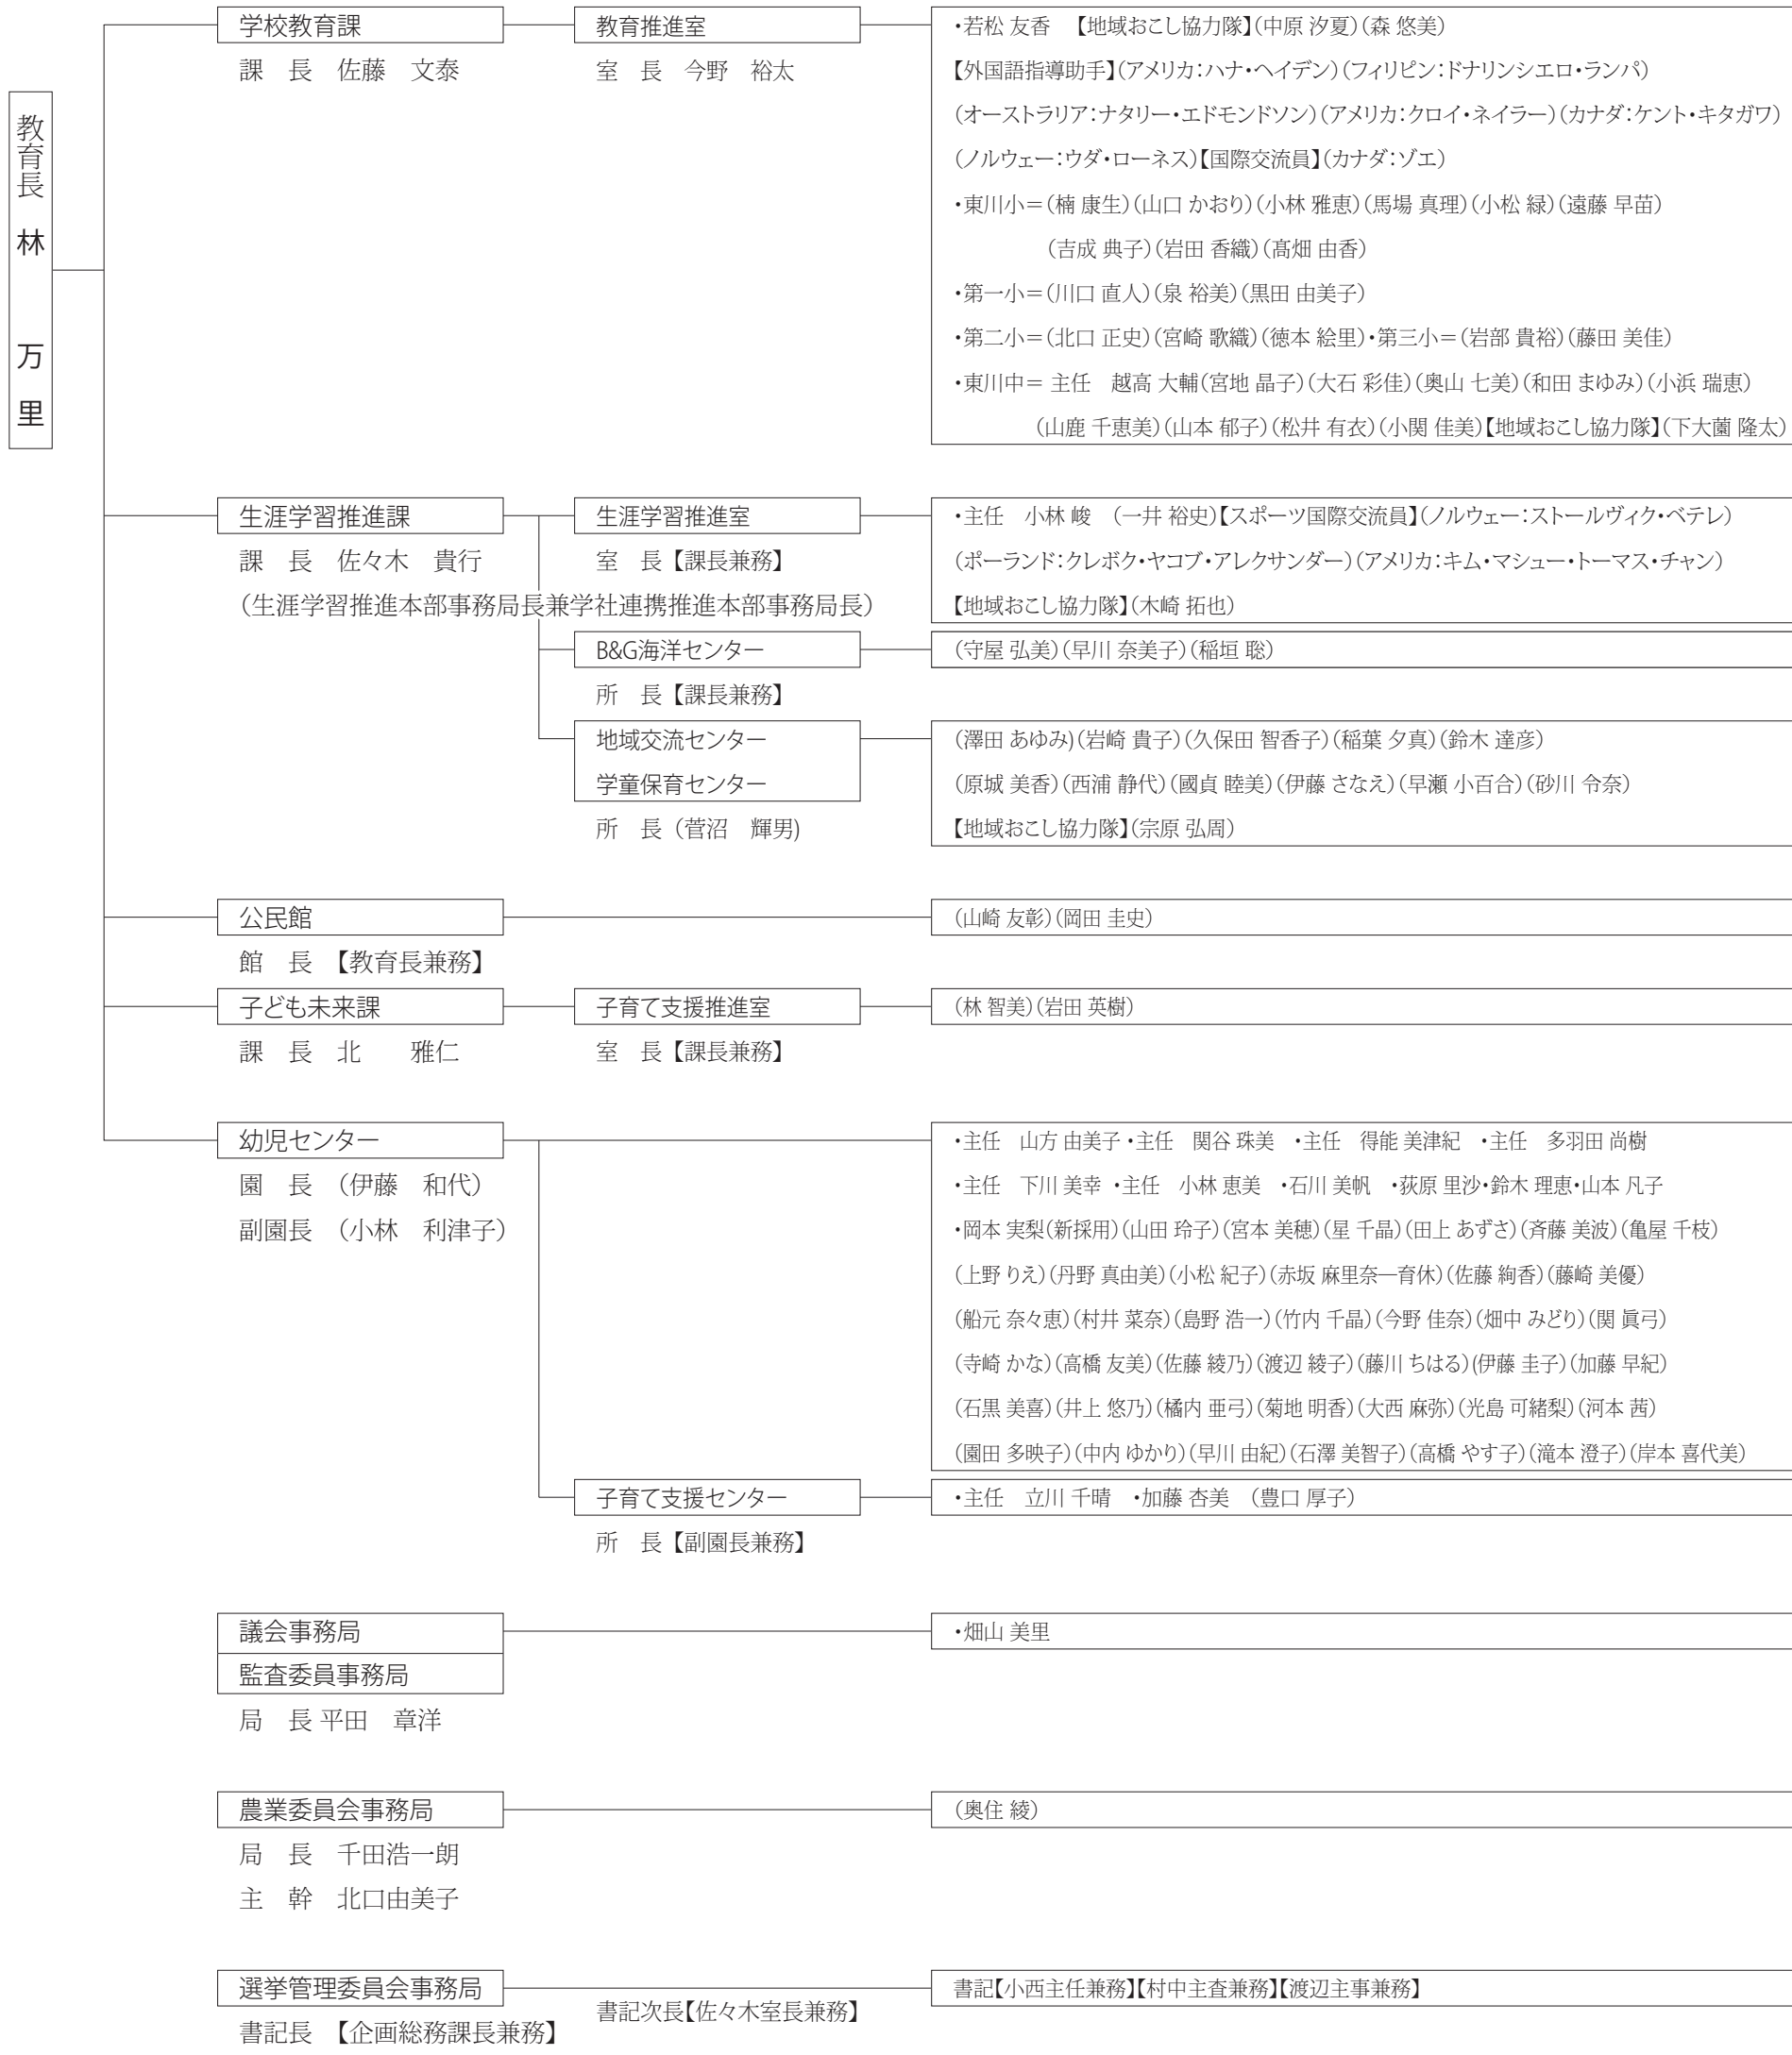 教育長 林 万 里
学校教育課
課　長　佐藤　文泰
教育推進室
室　長　今野　裕太
・若松 友香　【地域おこし協力隊】（中原 汐夏）（森 悠美）
【外国語指導助手】（アメリカ：ハナ・ヘイデン）（フィリピン：ドナリンシエロ・ランパ）
（オーストラリア：ナタリー・エドモンドソン）（アメリカ：クロイ・ネイラー）（カナダ：ケント・キタガワ）
（ノルウェー：ウダ・ローネス）【国際交流員】（カナダ：ゾエ）
・東川小＝（楠 康生）（山口 かおり）（小林 雅恵）（馬場 真理）（小松 緑）（遠藤 早苗）
（吉成 典子）（岩田 香織）（髙畑 由香）
・第一小＝（川口 直人）（泉 裕美）（黒田 由美子）
・第二小＝（北口 正史）（宮崎 歌織）（徳本 絵里）・第三小＝（岩部 貴裕）（藤田 美佳）
・東川中＝ 主任　越高 大輔（宮地 晶子）（大石 彩佳）（奥山 七美）（和田 まゆみ）（小浜 瑞恵）
（山鹿 千恵美）（山本 郁子）（松井 有衣）（小関 佳美）【地域おこし協力隊】（下大薗 隆太）
生涯学習推進課
課　長　佐々木　貴行
（生涯学習推進本部事務局長兼学社連携推進本部事務局長）
生涯学習推進室
室　長【課長兼務】
・主任　小林 峻　（一井 裕史）【スポーツ国際交流員】（ノルウェー：ストールヴィク・ベテレ）
（ポーランド：クレボク・ヤコブ・アレクサンダー）（アメリカ：キム・マシュー・トーマス・チャン）
【地域おこし協力隊】（木崎 拓也）
B&G海洋センター
所　長【課長兼務】
（守屋 弘美）（早川 奈美子）（稲垣 聡）
地域交流センター
学童保育センター
所　長（菅沼　輝男)
（澤田 あゆみ)（岩崎 貴子）（久保田 智香子）（稲葉 夕真）（鈴木 達彦）
（原城 美香）（西浦 静代）（國貞 睦美）（伊藤 さなえ）（早瀬 小百合）（砂川 令奈）
【地域おこし協力隊】（宗原 弘周）
公民館
館　長　【教育長兼務】
（山崎 友彰）（岡田 圭史）
子ども未来課
課　長　北　　雅仁
子育て支援推進室
室　長【課長兼務】
（林 智美）（岩田 英樹）
幼児センター
園　長　（伊藤　和代）
副園長　（小林　利津子）
・主任　山方 由美子 ・主任　関谷 珠美　・主任　得能 美津紀　・主任　多羽田 尚樹
・主任　下川 美幸 ・主任　小林 恵美　・石川 美帆　・荻原 里沙・鈴木 理恵・山本 凡子
・岡本 実梨（新採用）（山田 玲子）（宮本 美穂）（星 千晶）（田上 あずさ）（斉藤 美波）（亀屋 千枝）
（上野 りえ）（丹野 真由美）（小松 紀子）（赤坂 麻里奈―育休）（佐藤 絢香）（藤崎 美優）
（船元 奈々恵）（村井 菜奈）（島野 浩一）（竹内 千晶）（今野 佳奈）（畑中 みどり）（関 眞弓）
（寺崎 かな）（高橋 友美）（佐藤 綾乃）（渡辺 綾子）（藤川 ちはる）(伊藤 圭子）（加藤 早紀）
（石黒 美喜）（井上 悠乃）（橘内 亜弓）（菊地 明香）（大西 麻弥）（光島 可緒梨）（河本 茜）
（園田 多映子）（中内 ゆかり）（早川 由紀）（石澤 美智子）（高橋 やす子）（滝本 澄子）（岸本 喜代美）
子育て支援センター
所　長【副園長兼務】
・主任　立川 千晴　・加藤 杏美　（豊口 厚子）
議会事務局
監査委員事務局
局　長 平田　章洋
・畑山 美里
農業委員会事務局
局　長　千田浩一朗
主　幹　北口由美子
（奥住 綾）
選挙管理委員会事務局
書記長　【企画総務課長兼務】
書記次長【佐々木室長兼務】
書記【小西主任兼務】【村中主査兼務】【渡辺主事兼務】